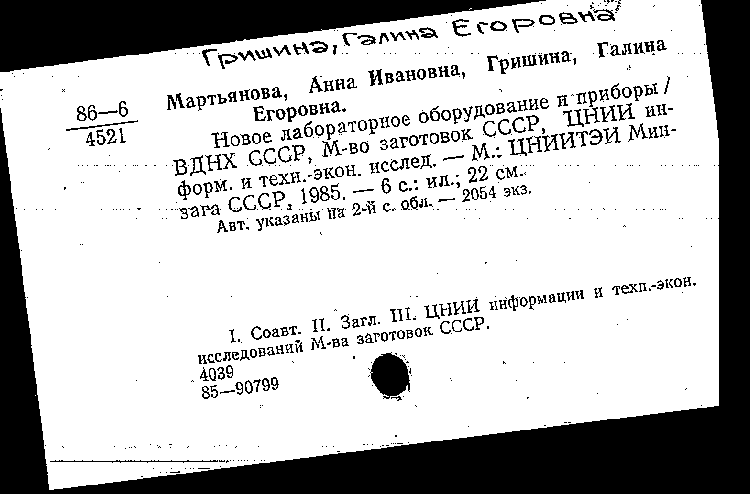 Гришина, Галина Егоровна
86—6
4521
Мартьянова, Анна Ивановна, Гришина, Галина
Егоровна.
Новое лабораторное оборудование и приборы /
ВДНХ СССР, М-во заготовок СССР, ЦНИИ ин-
форм. и техн.-экон. исслед. — М.: ЦНИИТЭИ Мин-
зага СССР, 1985. — 6 с.: ил.; 22 см.
Авт. указаны на 2-й с. обл. — 2054 экз.
I. Соавт. II. Загл. III. ЦНИИ информации и техн.-экон.
исследований М-ва заготовок СССР.
4039
85—90799